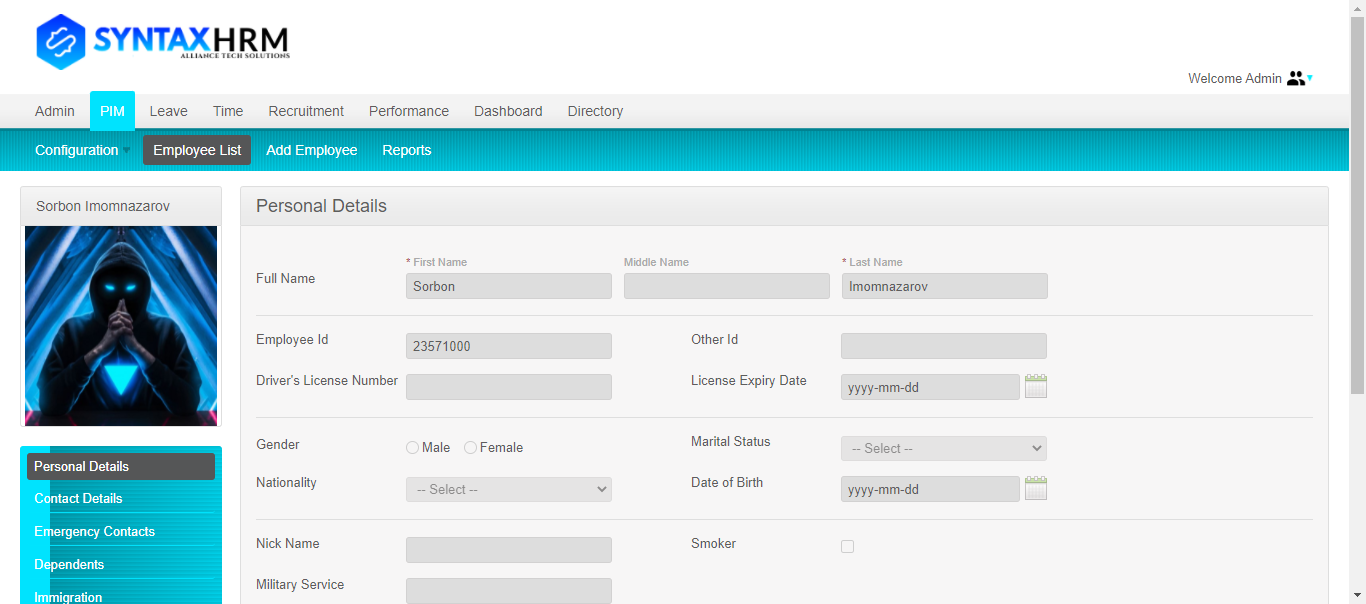 SYNTAXHRM
ALLIANCE TECH SOLUTIONS
Welcome Admin
Admin PIM Leave Time Recruitment Performance Dashboard Directory
Configuration Employee List Add Employee Reports
Sorbon Imomnazarov
Personal Details
* First Name Middle Name * Last Name
Full Name
Sorbon Imomnazarov
Employee Id 23571000 Other Id
Driver's License Number License Expiry Date yyyy-mm-dd
Gender Male Female Marital Status -- Select --
Nationality -- Select -- Date of Birth yyyy-mm-dd
Nick Name Smoker
Military Service
Personal Details
Contact Details
Emergency Contacts
Dependents
Immigration